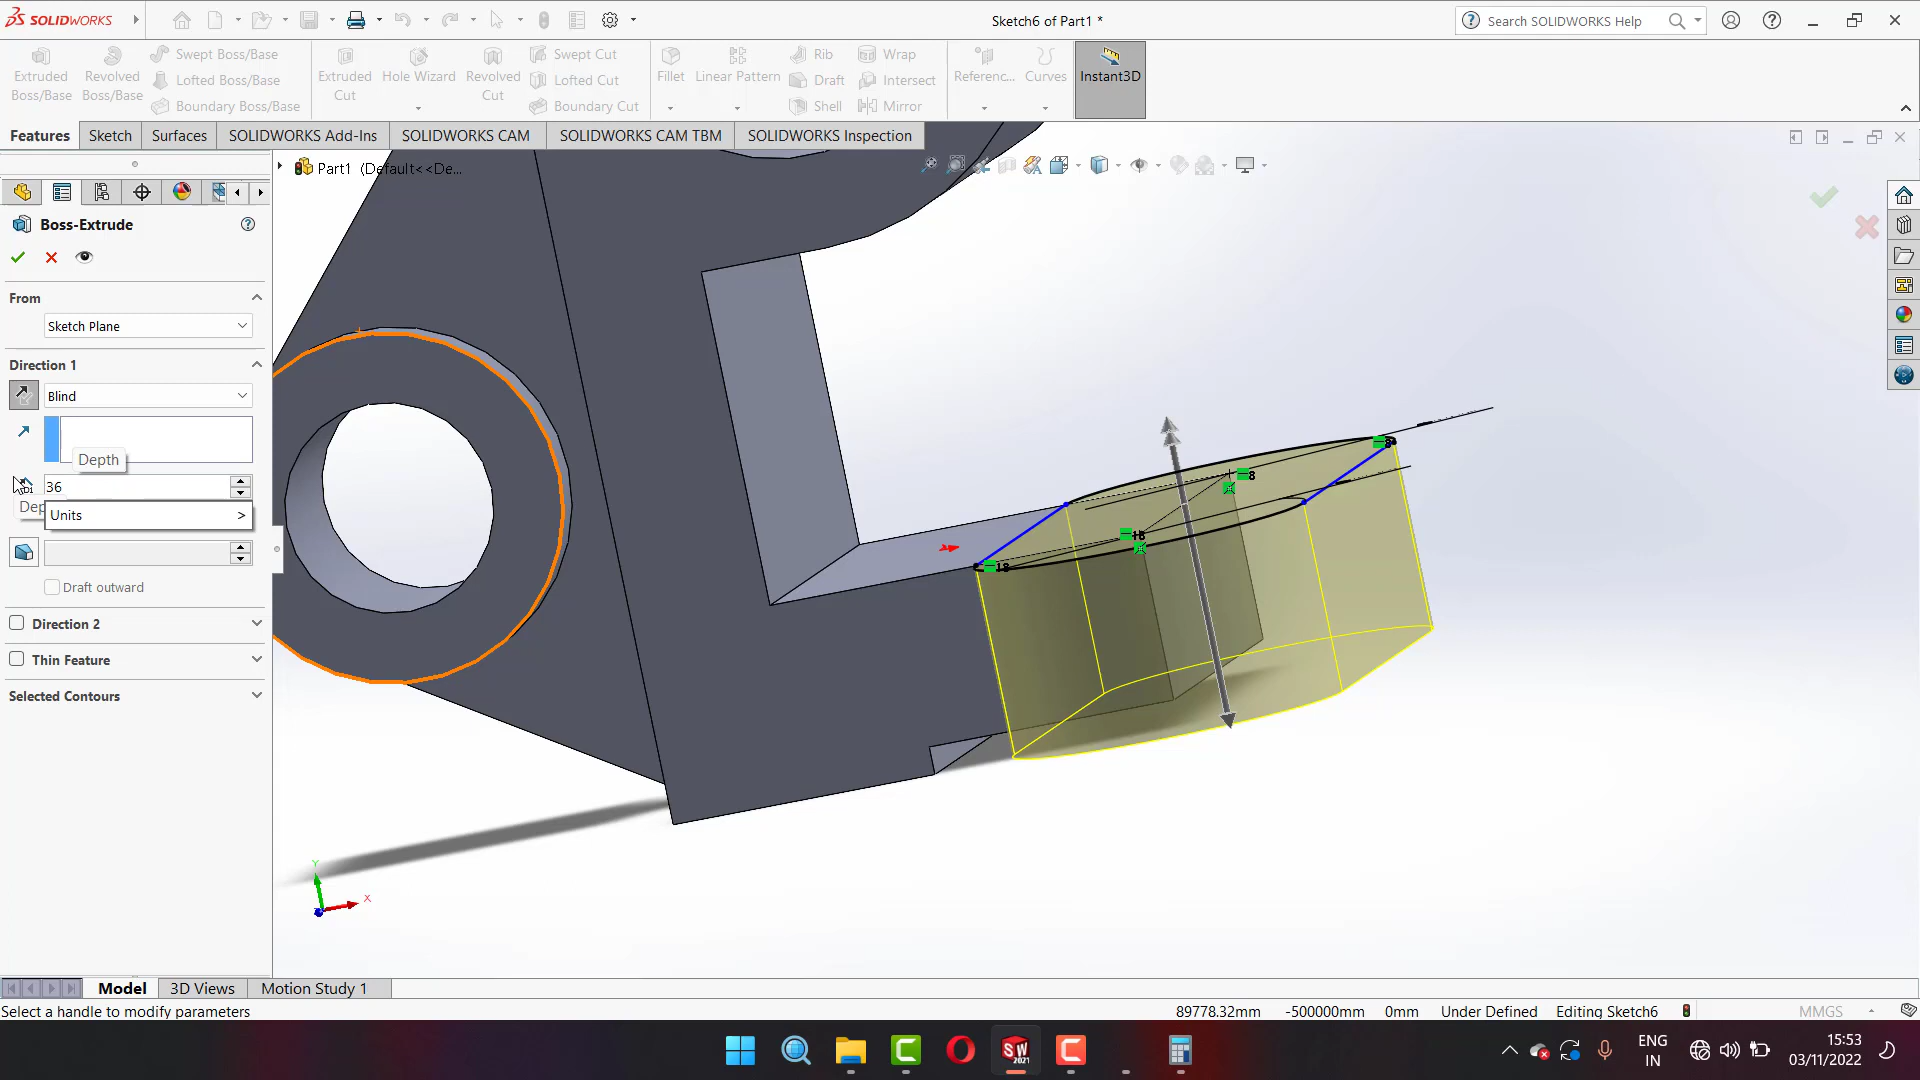 SOLIDWORKS
Sketch6 of Part1 *
Search SOLIDWORKS Help
Extruded Boss/Base
Revolved Boss/Base
Swept Boss/Base
Lofted Boss/Base
Boundary Boss/Base
Extruded Cut
Hole Wizard
Revolved Cut
Swept Cut
Lofted Cut
Boundary Cut
Fillet
Linear Pattern
Rib
Draft
Shell
Wrap
Intersect
Mirror
Referenc...
Curves
Instant3D
Features
Sketch
Surfaces
SOLIDWORKS Add-Ins
SOLIDWORKS CAM
SOLIDWORKS CAM TBM
SOLIDWORKS Inspection
Part1 (Default<<De...
Boss-Extrude
From
Sketch Plane
Direction 1
Blind
Depth
36
Units >
Draft outward
Direction 2
Thin Feature
Selected Contours
Y
X
Model
3D Views
Motion Study 1
Select a handle to modify parameters
89778.32mm
-500000mm
0mm
Under Defined
Editing Sketch6
MMGS
SW
2021
ENG
IN
15:53
03/11/2022